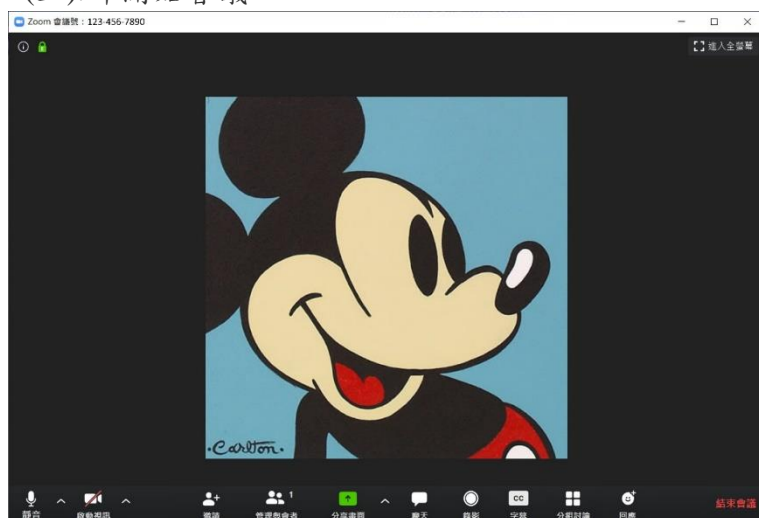 Zoom 會議號：123-456-7890
進入全螢幕
·Carlton·
1
CC
靜音 啟動視訊 邀請 管理與會者 分享畫面 聊天 錄影 字幕 分組討論 回應 結束會議